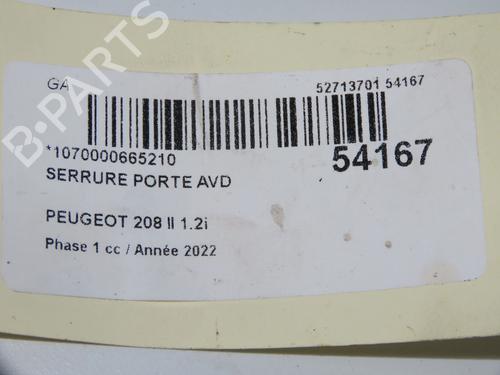 B-PARTS
GA
52713701 54167
*1070000665210
54167
SERRURE PORTE AVD
PEUGEOT 208 II 1.2i
Phase 1 cc / Année 2022